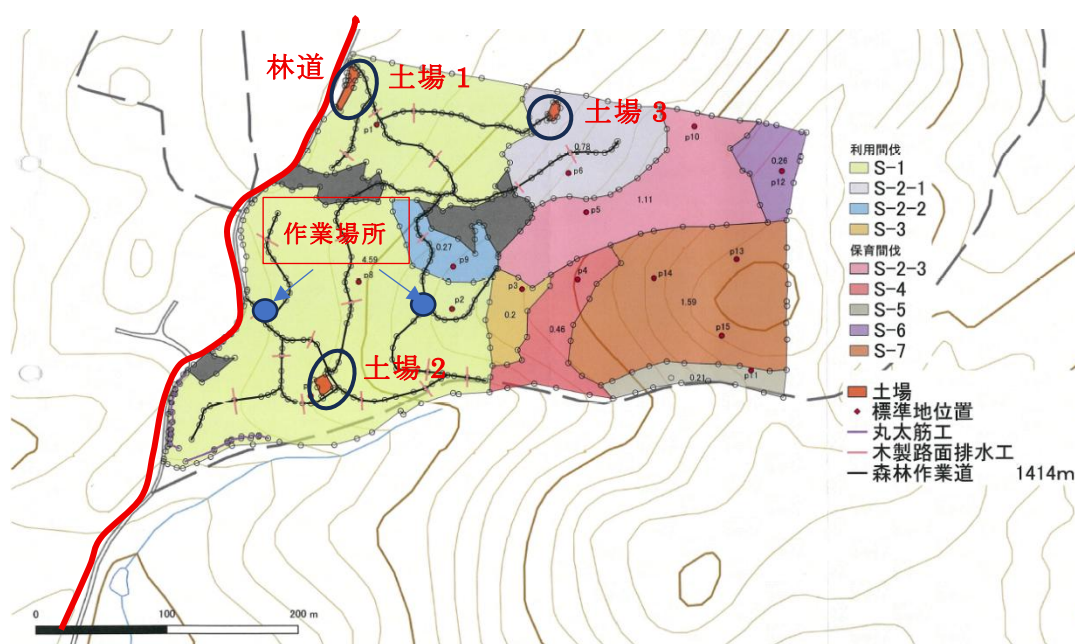 林道
土場１
土場３
p1
p10
0.78
p6
0.26
p12
p5
1.11
作業場所
0.27
p9
4.59
p8
p2
p3
p4
p14
p13
0.2
0.46
1.59
p15
土場２
0.21
p11
利用間伐
S-1
S-2-1
S-2-2
S-3
保育間伐
S-2-3
S-4
S-5
S-6
S-7
土場
標準地位置
丸太筋工
木製路面排水工
森林作業道 1414m
0 100 200 m